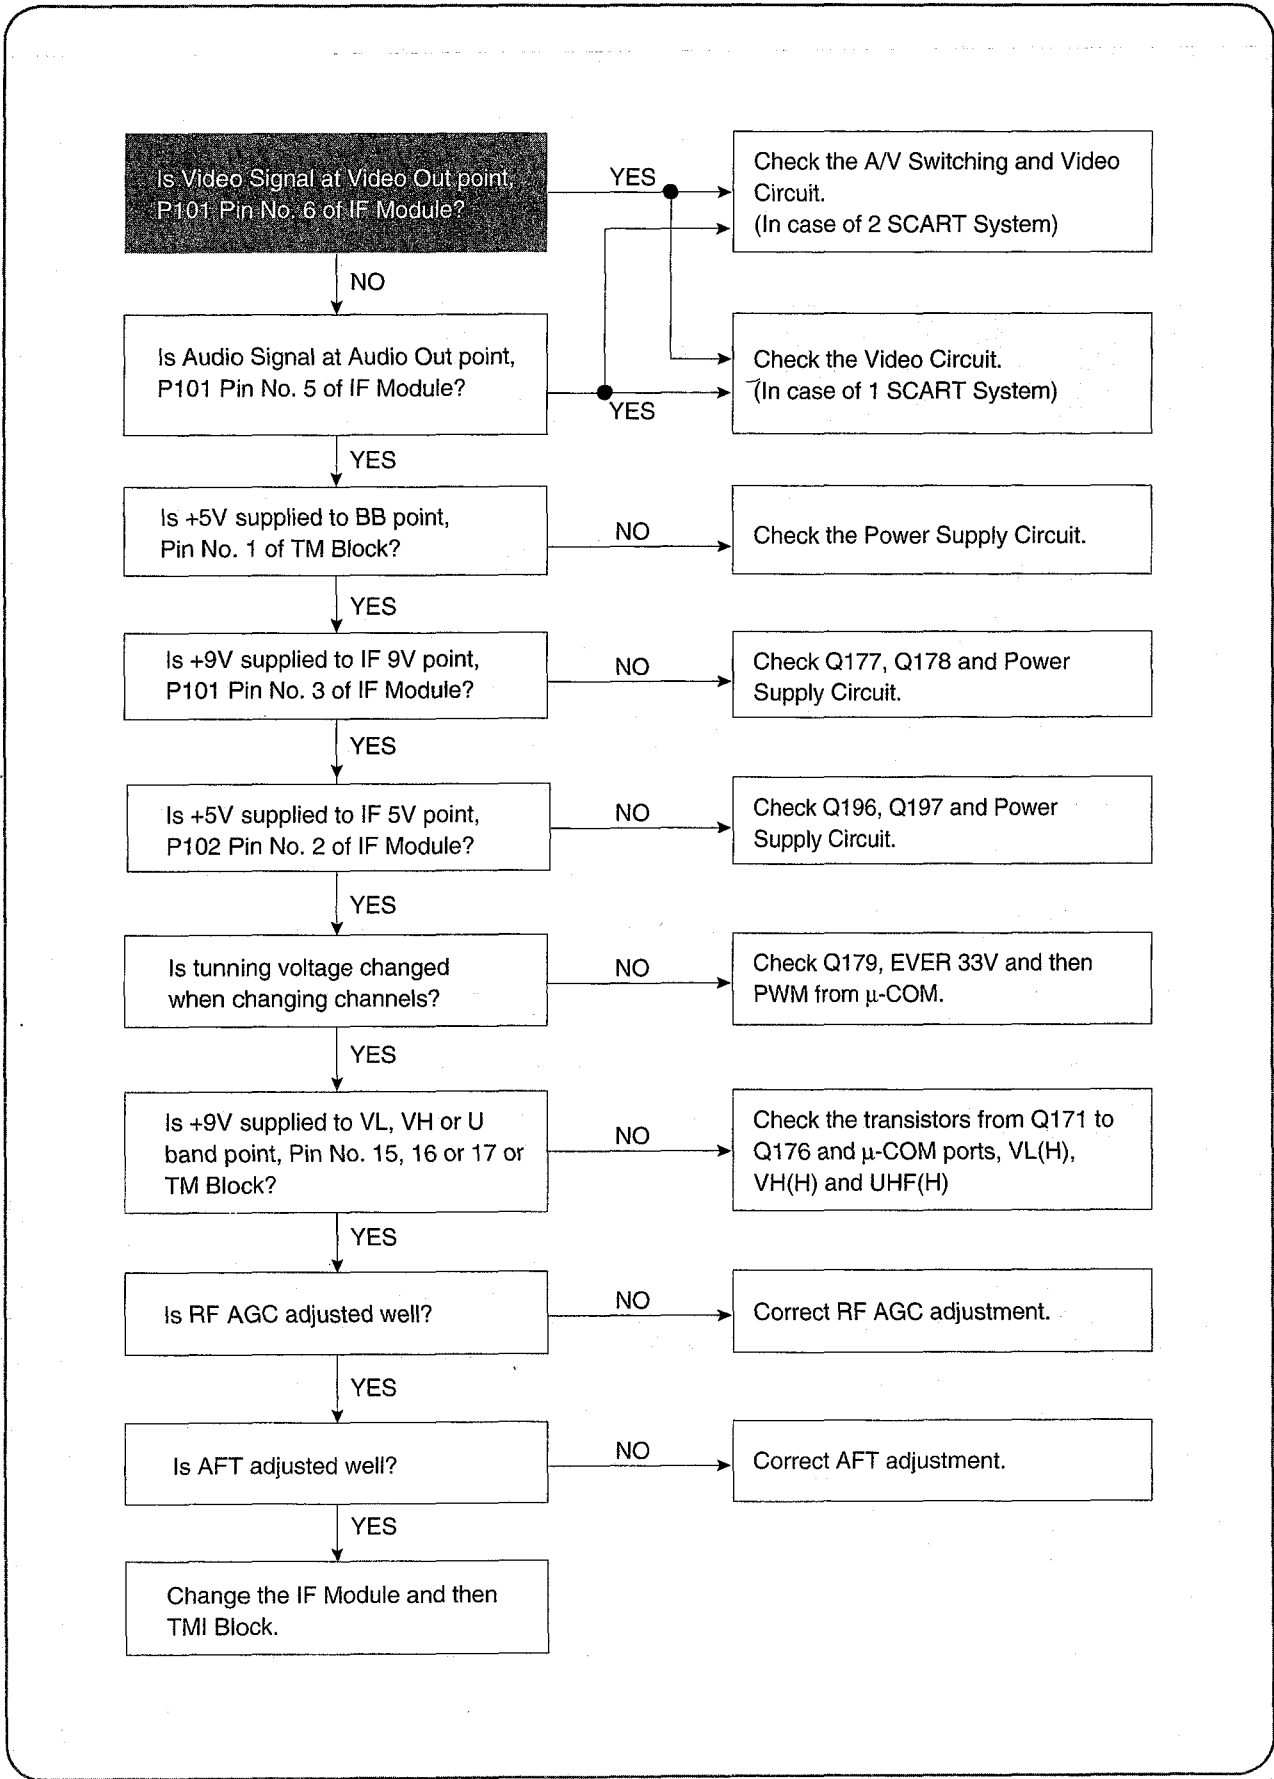 Is Video Signal at Video Out point,
P101 Pin No. 6 of IF Module?
YES
Check the A/V Switching and Video
Circuit.
(In case of 2 SCART System)
NO
Is Audio Signal at Audio Out point,
P101 Pin No. 5 of IF Module?
YES
Check the Video Circuit.
(In case of 1 SCART System)
YES
Is +5V supplied to BB point,
Pin No. 1 of TM Block?
NO
Check the Power Supply Circuit.
YES
Is +9V supplied to IF 9V point,
P101 Pin No. 3 of IF Module?
NO
Check Q177, Q178 and Power
Supply Circuit.
YES
Is +5V supplied to IF 5V point,
P102 Pin No. 2 of IF Module?
NO
Check Q196, Q197 and Power
Supply Circuit.
YES
Is tunning voltage changed
when changing channels?
NO
Check Q179, EVER 33V and then
PWM from μ-COM.
YES
Is +9V supplied to VL, VH or U
band point, Pin No. 15, 16 or 17 or
TM Block?
NO
Check the transistors from Q171 to
Q176 and μ-COM ports, VL(H),
VH(H) and UHF(H)
YES
Is RF AGC adjusted well?
NO
Correct RF AGC adjustment.
YES
Is AFT adjusted well?
NO
Correct AFT adjustment.
YES
Change the IF Module and then
TMI Block.